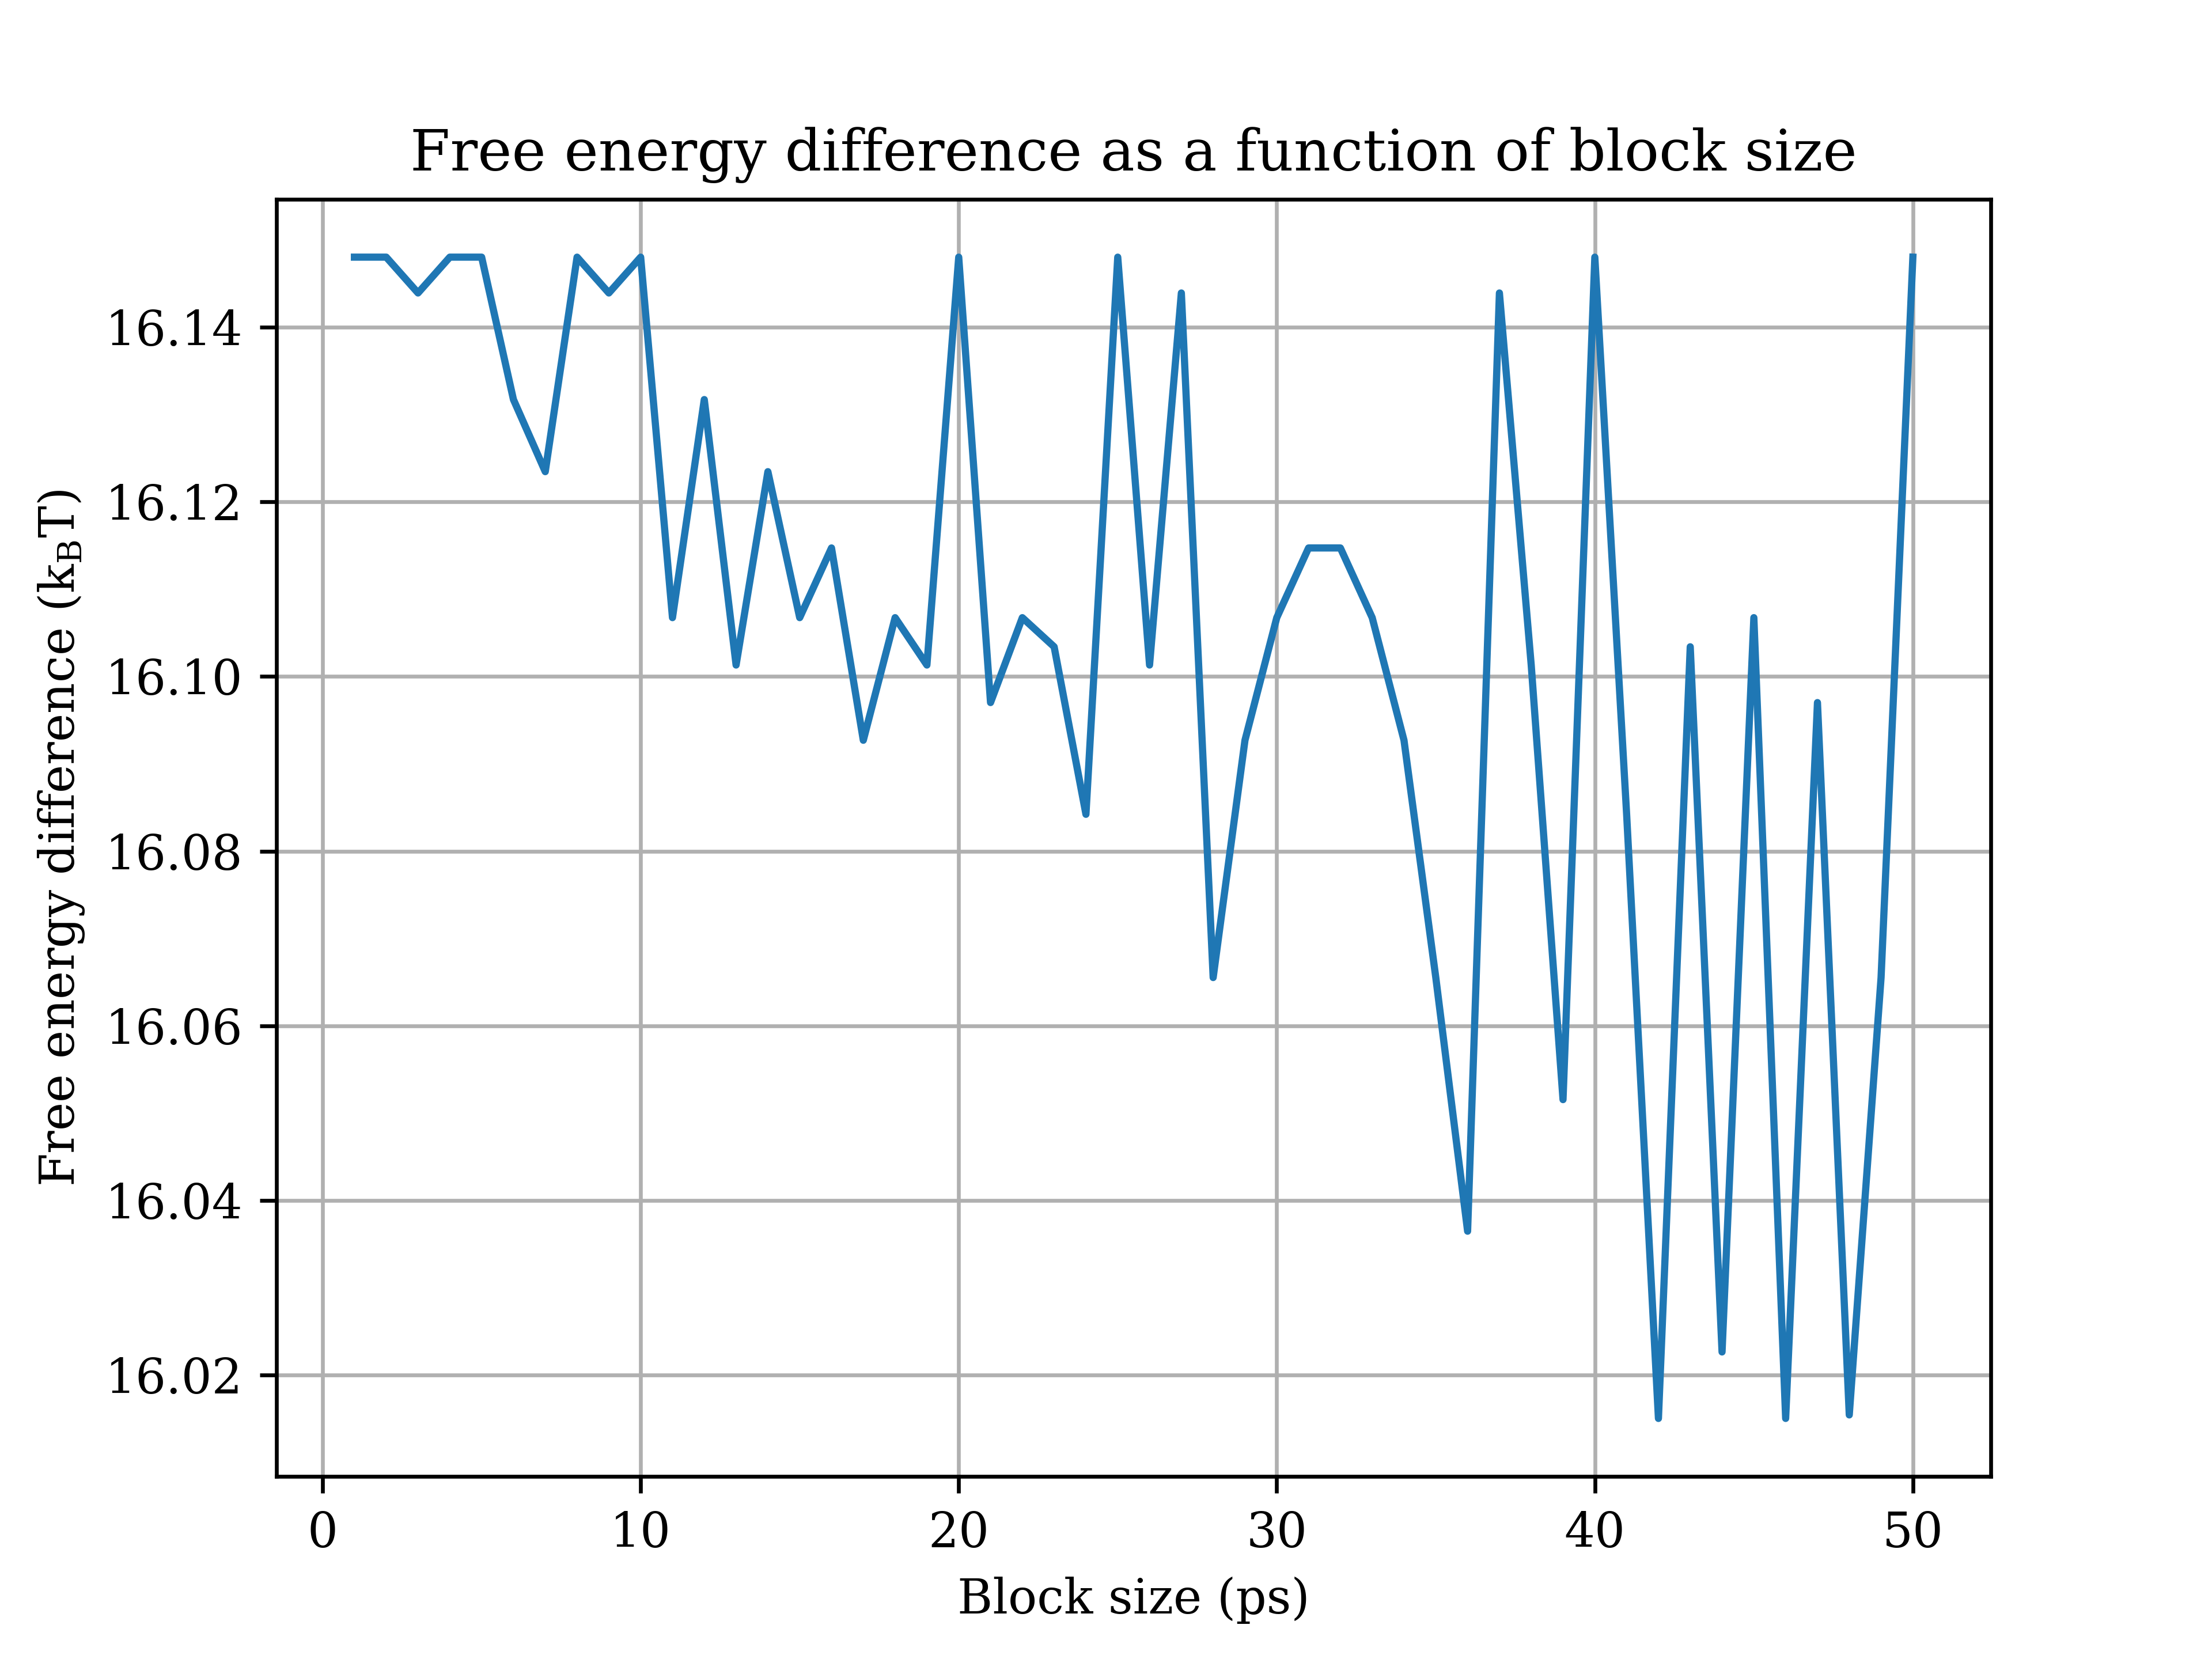 Free energy difference as a function of block size
Free energy difference (k_BT)
16.14
16.12
16.10
16.08
16.06
16.04
16.02
0 10 20 30 40 50
Block size (ps)